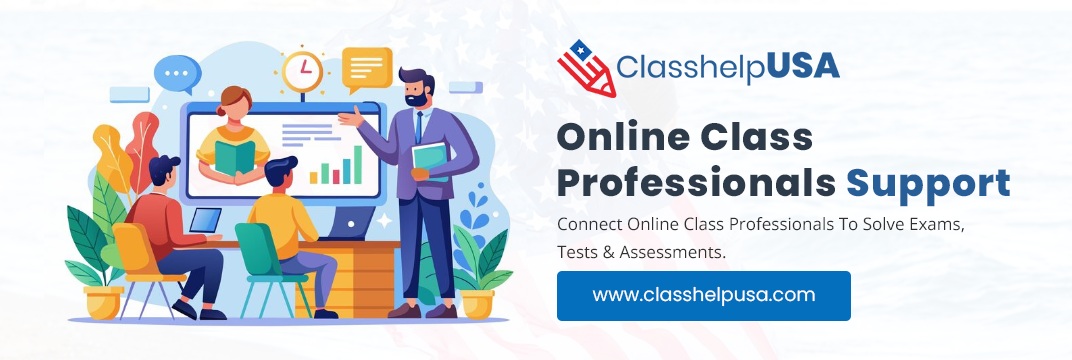 ClasshelpUSA
Online Class
Professionals Support
Connect Online Class Professionals To Solve Exams,
Tests & Assessments.
www.classhelpusa.com